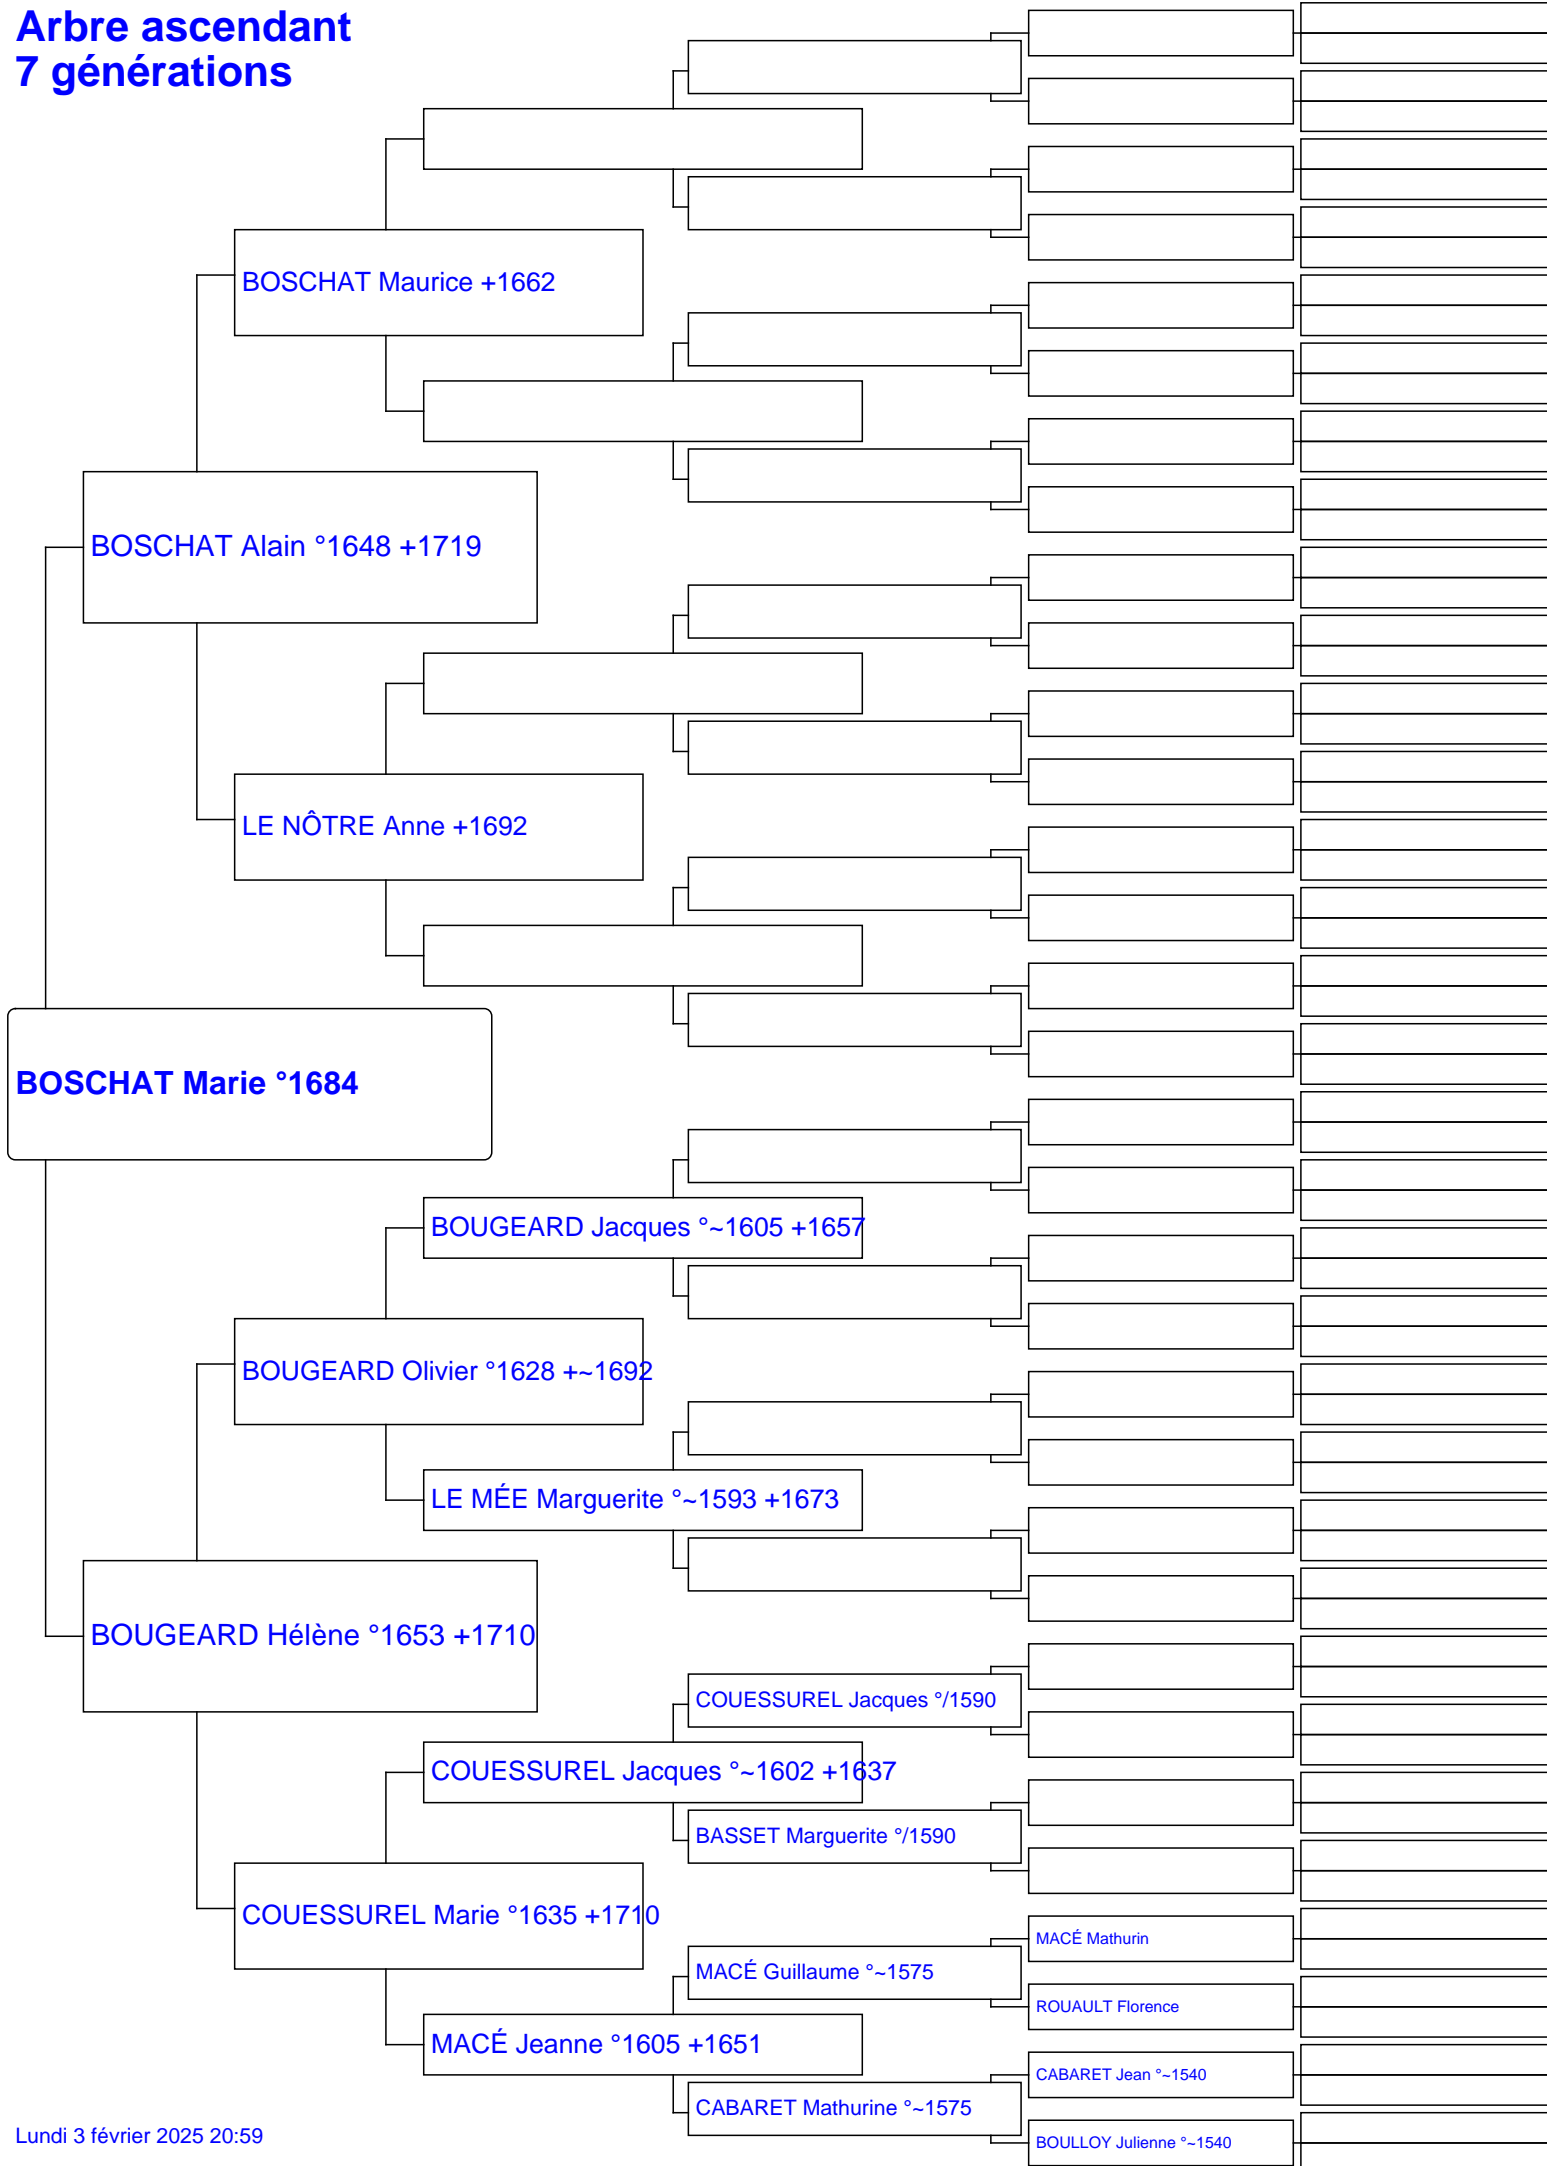 Arbre ascendant
7 générations
BOSCHAT Maurice +1662
BOSCHAT Alain °1648 +1719
LE NÔTRE Anne +1692
BOSCHAT Marie °1684
BOUGEARD Jacques °~1605 +1657
BOUGEARD Olivier °1628 +~1692
LE MÉE Marguerite °~1593 +1673
BOUGEARD Hélène °1653 +1710
COUESSUREL Jacques °/1590
COUESSUREL Jacques °~1602 +1637
BASSET Marguerite °/1590
COUESSUREL Marie °1635 +1710
MACÉ Mathurin
MACÉ Guillaume °~1575
ROUAULT Florence
MACÉ Jeanne °1605 +1651
CABARET Jean °~1540
CABARET Mathurine °~1575
BOULLOY Julienne °~1540
Lundi 3 février 2025 20:59